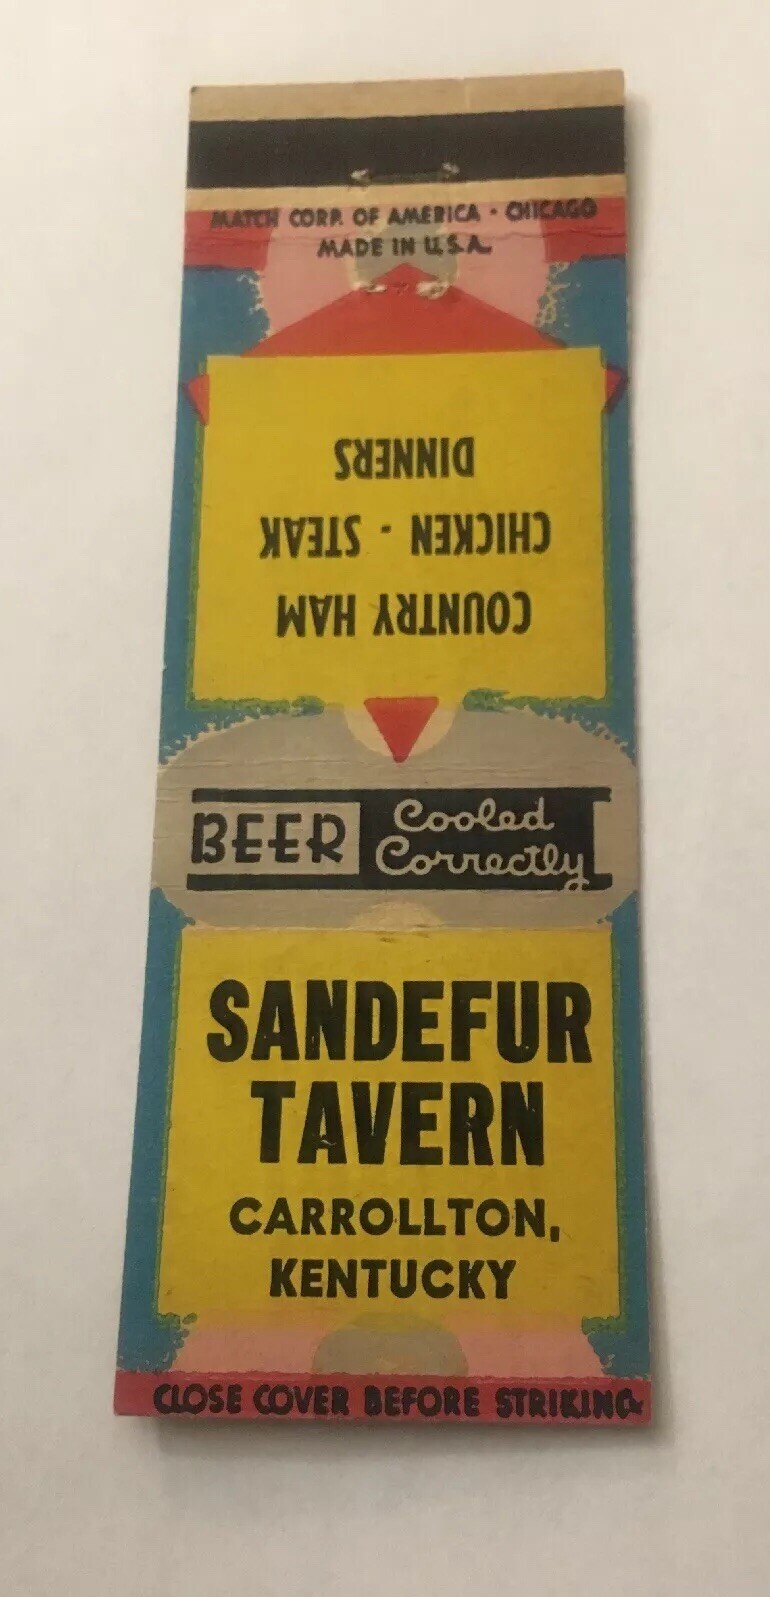 MATCH CORP. OF AMERICA - CHICAGO
MADE IN U.S.A.
COUNTRY HAM
CHICKEN - STEAK
DINNERS
BEER Cooled
Correctly
SANDEFUR
TAVERN
CARROLLTON,
KENTUCKY
CLOSE COVER BEFORE STRIKING